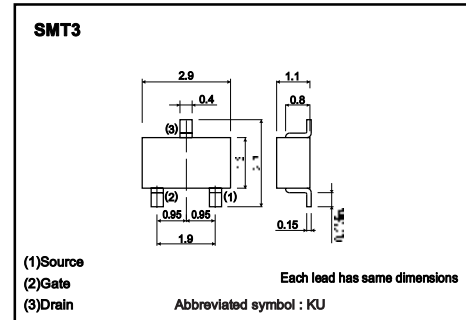 SMT3
2.9
1.1
0.4
0.8
(3)
(2)
(1)
0.95
0.95
0.15
1.9
(1)Source
(2)Gate
Each lead has same dimensions
(3)Drain
Abbreviated symbol : KU